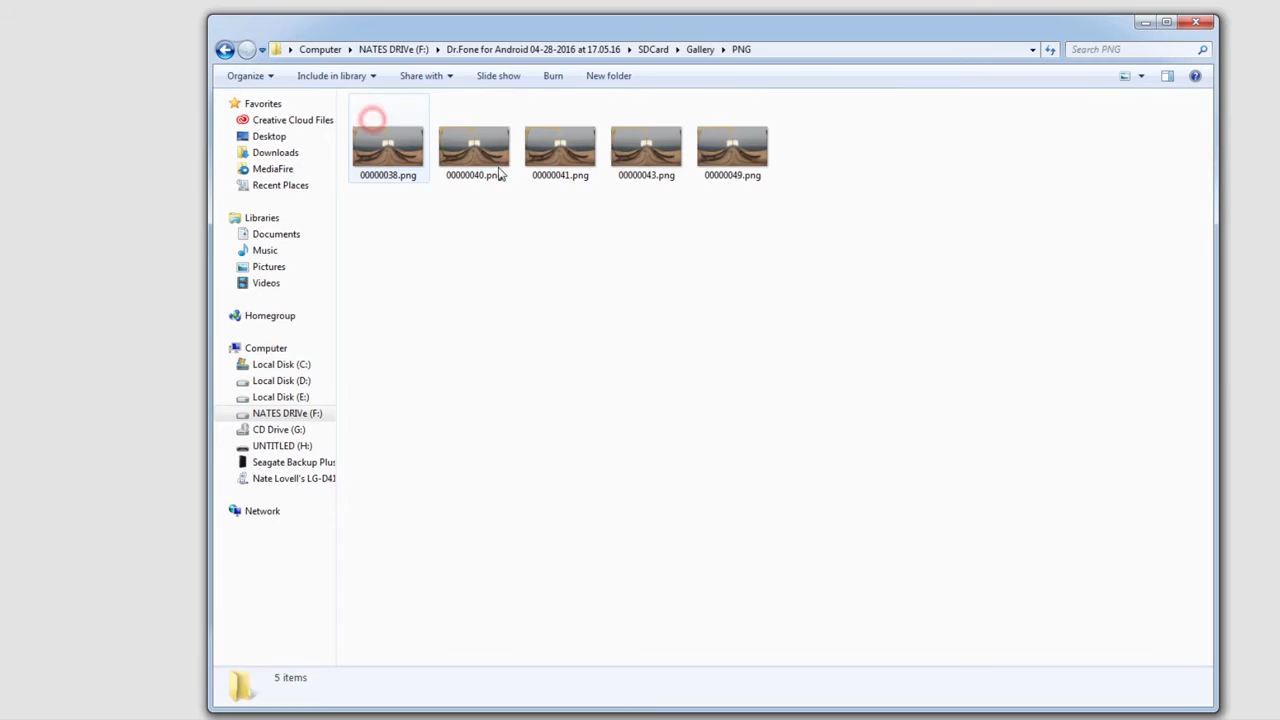 Computer NATES DRIVe (F:) Dr.Fone for Android 04-28-2016 at 17.05.16 SDCard Gallery PNG
Search PNG
Organize Include in library Share with Slide show Burn New folder
Favorites
Creative Cloud Files
Desktop
Downloads
MediaFire
Recent Places
Libraries
Documents
Music
Pictures
Videos
Homegroup
Computer
Local Disk (C:)
Local Disk (D:)
Local Disk (E:)
NATES DRIVe (F:)
CD Drive (G:)
UNTITLED (H:)
Seagate Backup Plus
Nate Lovell's LG-D41
Network
00000038.png 00000040.png 00000041.png 00000043.png 00000049.png
5 items